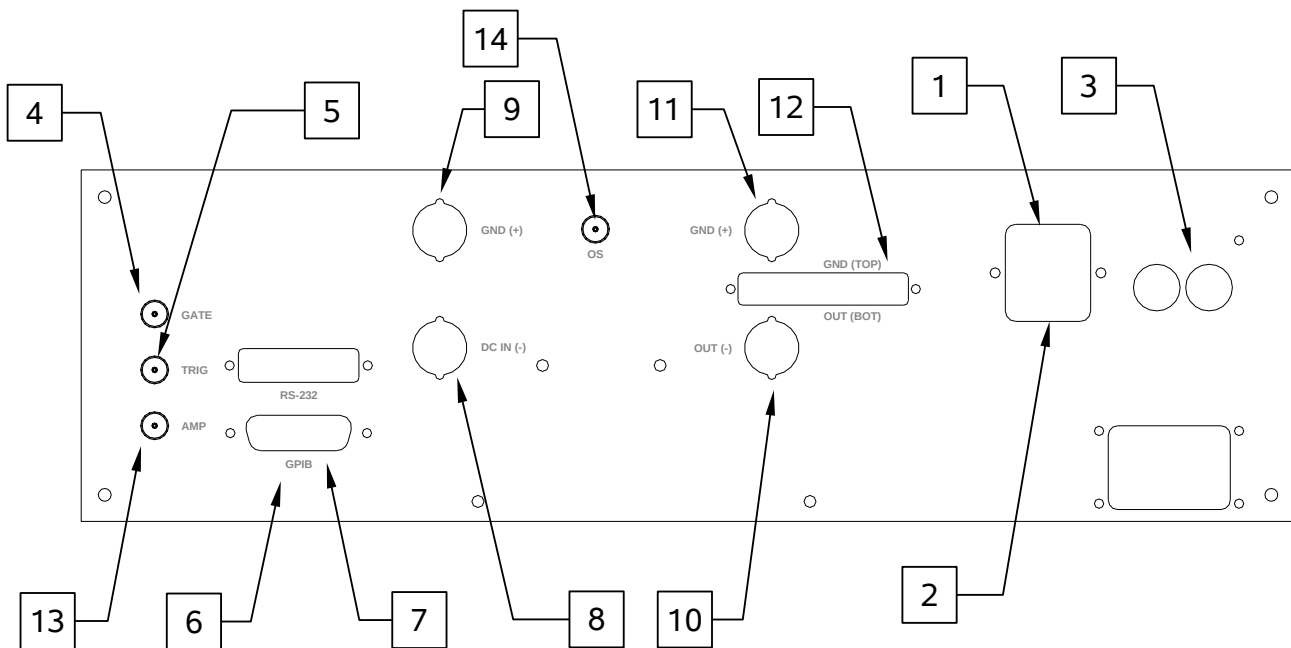 14
1
3
4
5
9
11
12
GND (+)
OS
GND (+)
GND (TOP)
GATE
OUT (BOT)
DC IN (-)
OUT (-)
TRIG
RS-232
AMP
GPIB
2
13
6
7
8
10